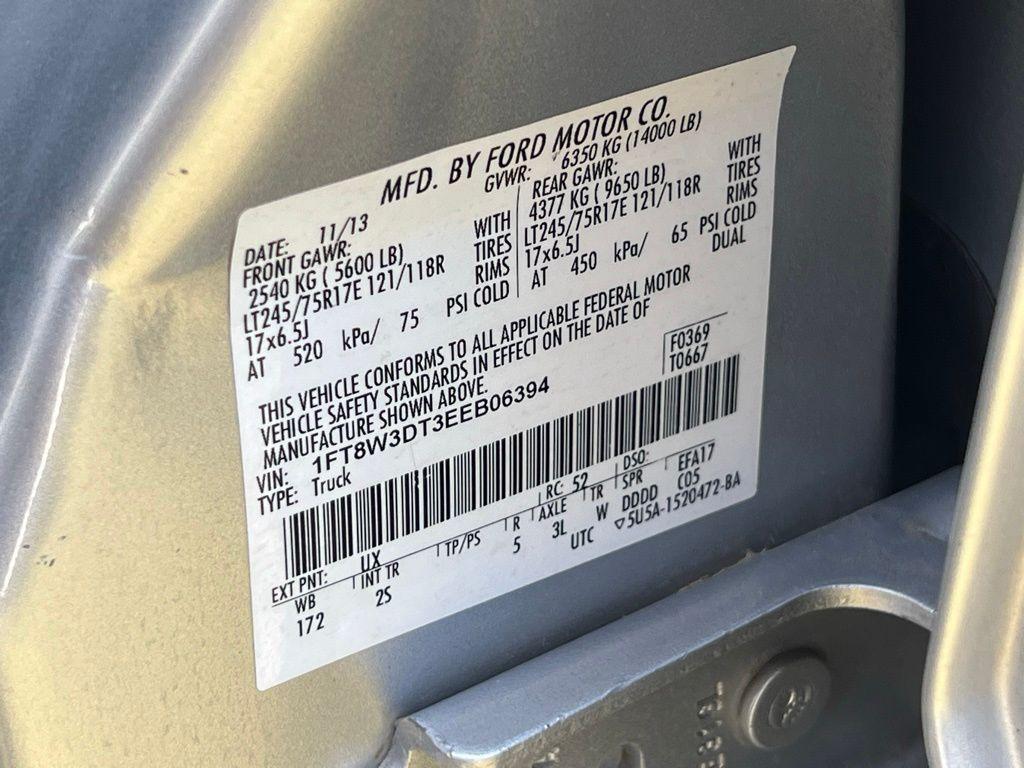 MFD. BY FORD MOTOR CO.
DATE: 11/13
GVWR: 6350 KG (14000 LB)
FRONT GAWR:
2540 KG ( 5600 LB) WITH
LT245/75R17E 121/118R TIRES
17x6.5J RIMS
AT 520 kPa/ 75 PSI COLD
REAR GAWR:
4377 KG ( 9650 LB) WITH
LT245/75R17E 121/118R TIRES
17x6.5J RIMS
AT 450 kPa/ 65 PSI COLD
DUAL
THIS VEHICLE CONFORMS TO ALL APPLICABLE FEDERAL MOTOR
VEHICLE SAFETY STANDARDS IN EFFECT ON THE DATE OF
MANUFACTURE SHOWN ABOVE.
VIN: 1FT8W3DT3EEB06394
TYPE: Truck
F0369
T0667
EXT PNT: UX RC: 52 DSO:
WB INT TR TP/PS R AXLE TR SPR EFA17
172 2S 5 3L W DDDD C05
UTC ▽5U5A-1520472-BA